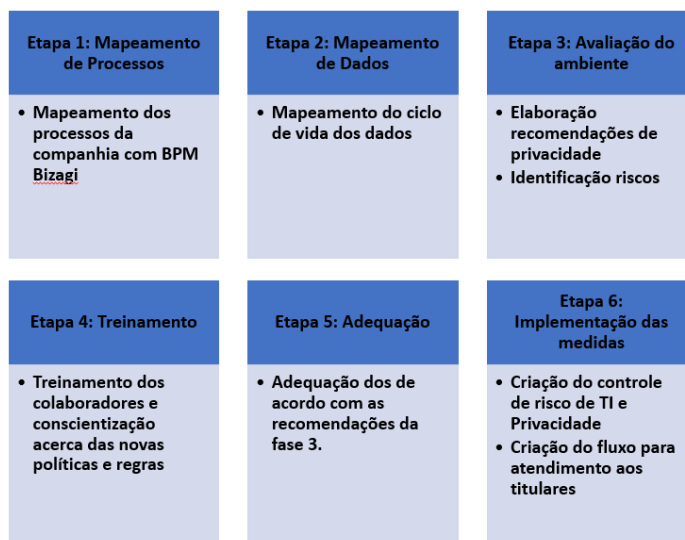 Etapa 1: Mapeamento
de Processos
• Mapeamento dos
processos da
companhia com BPM
Bizagi
Etapa 2: Mapeamento
de Dados
• Mapeamento do ciclo
de vida dos dados
Etapa 3: Avaliação do
ambiente
• Elaboração
recomendações de
privacidade
• Identificação riscos
Etapa 4: Treinamento
• Treinamento dos
colaboradores e
conscientização
acerca das novas
políticas e regras
Etapa 5: Adequação
• Adequação dos de
acordo com as
recomendações da
fase 3.
Etapa 6:
Implementação das
medidas
• Criação do controle
de risco de TI e
Privacidade
• Criação do fluxo para
atendimento aos
titulares